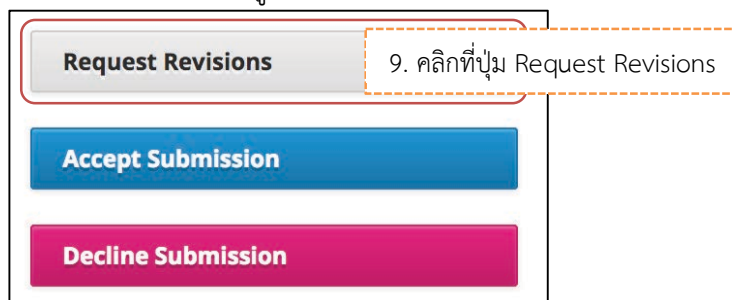 Request Revisions
9. คลิกที่ปุ่ม Request Revisions
Accept Submission
Decline Submission